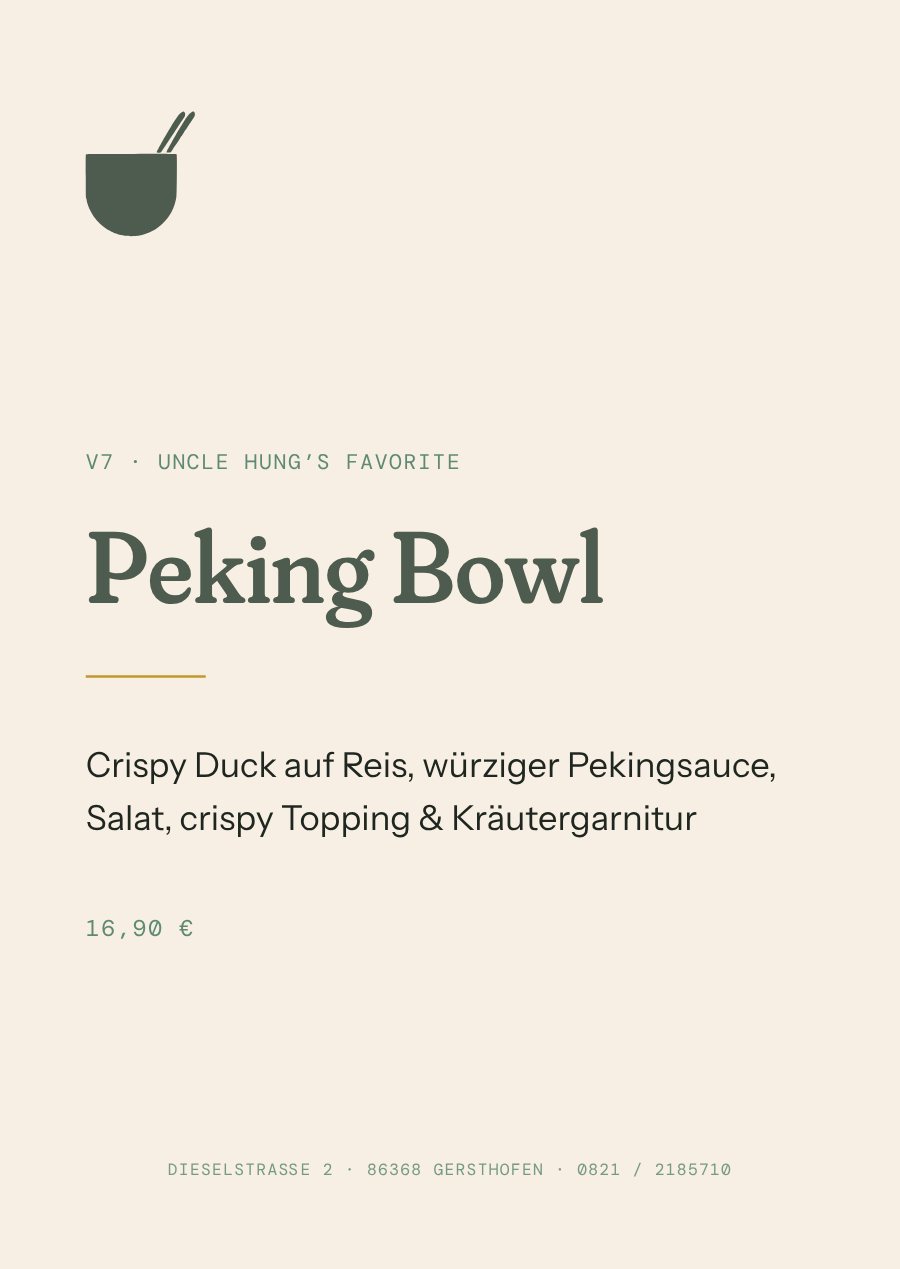 V7 · UNCLE HUNG’S FAVORITE
Peking Bowl
Crispy Duck auf Reis, würziger Pekingsauce,
Salat, crispy Topping & Kräutergarnitur
16,90 €
DIESELSTRASSE 2 · 86368 GERSTHOFEN · 0821 / 2185710